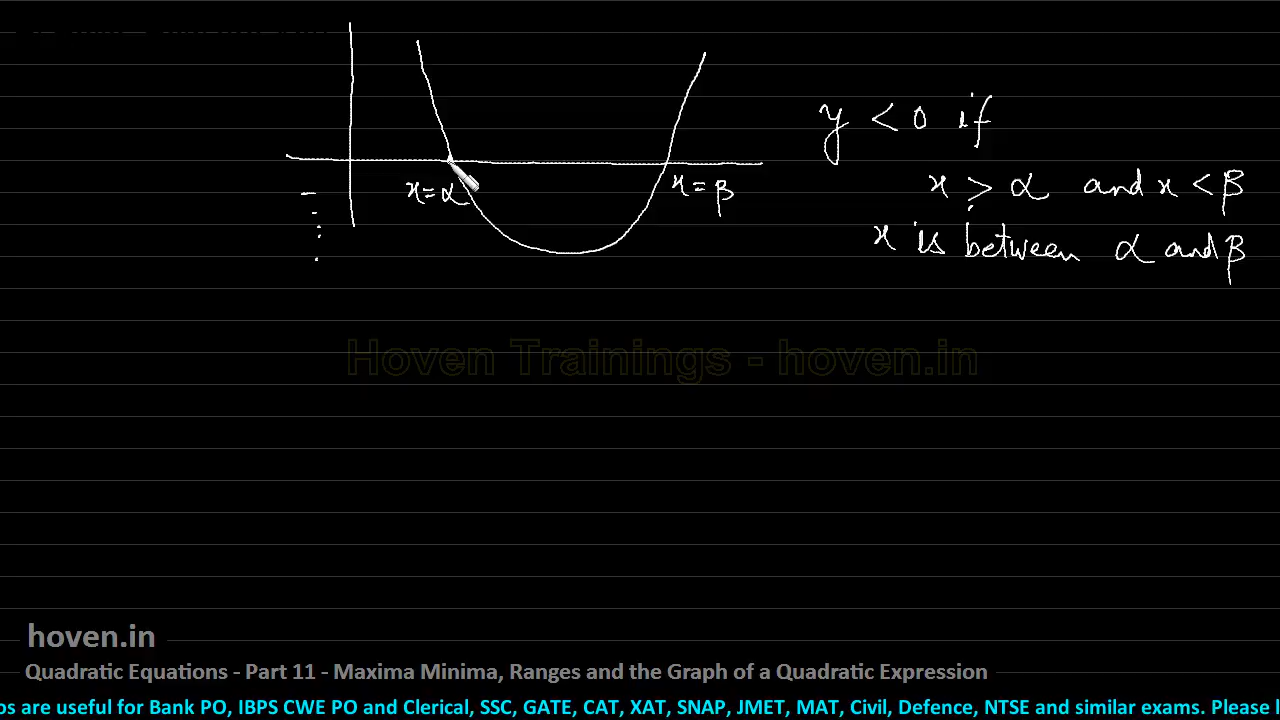 y < 0 if
x > α and x < β
x = α
x = β
x is between α and β
Hoven Trainings - hoven.in
hoven.in
Quadratic Equations - Part 11 - Maxima Minima, Ranges and the Graph of a Quadratic Expression
os are useful for Bank PO, IBPS CWE PO and Clerical, SSC, GATE, CAT, XAT, SNAP, JMET, MAT, Civil, Defence, NTSE and similar exams. Please